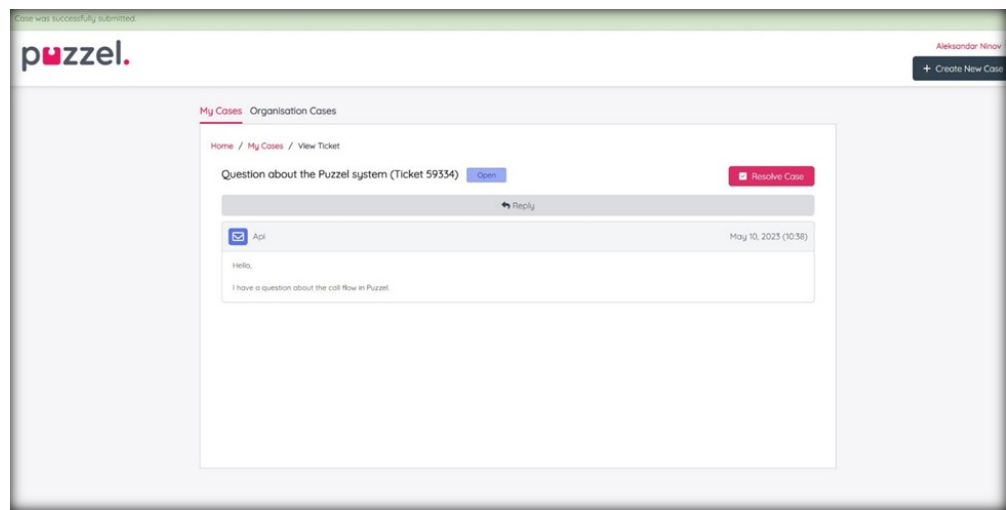 Case was successfully submitted.
puzzel.
Aleksandar Ninov
+ Create New Case
My Cases Organisation Cases
Home / My Cases / View Ticket
Question about the Puzzel system (Ticket 59334) Open
Resolve Case
Reply
Api May 10, 2023 (10:38)
Hello,
I have a question about the call flow in Puzzel.